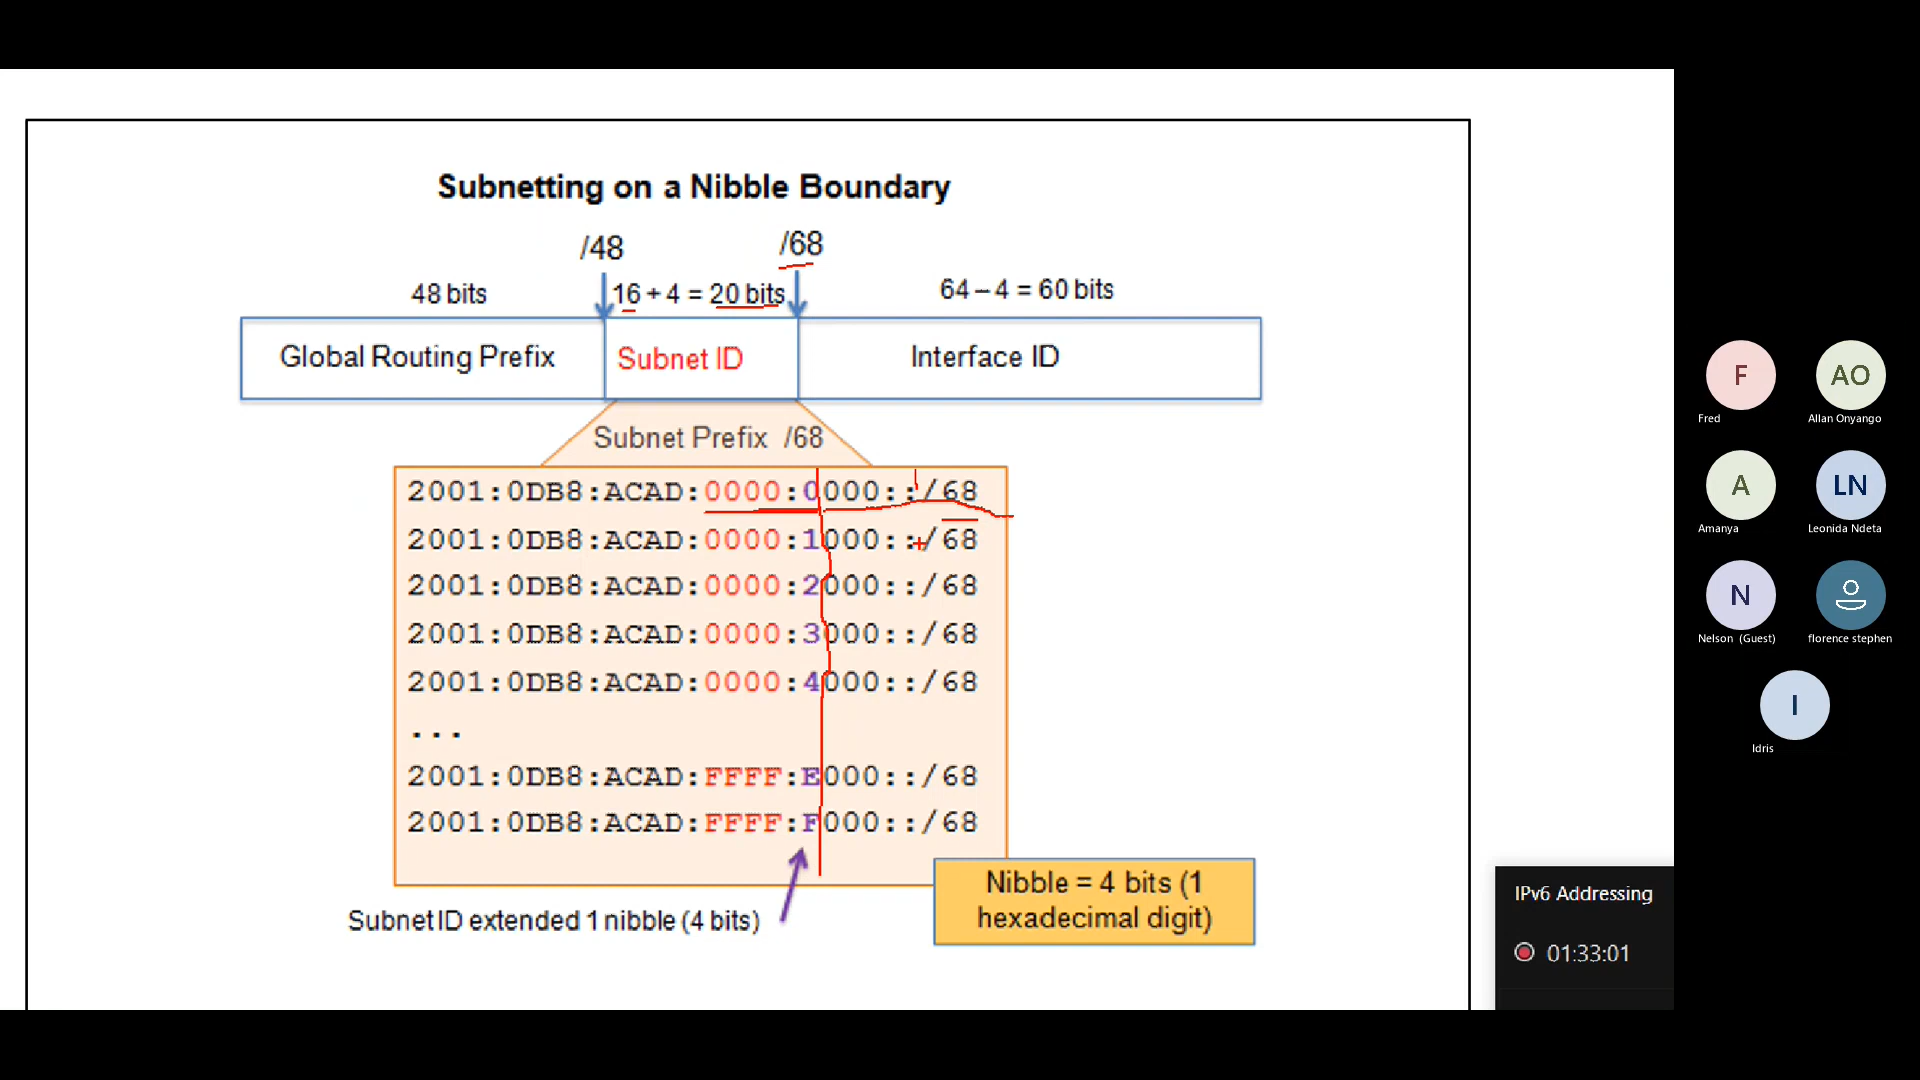 Subnetting on a Nibble Boundary
/48
/68
48 bits
16 + 4 = 20 bits
64 – 4 = 60 bits
Global Routing Prefix
Subnet ID
Interface ID
Subnet Prefix /68
2001:0DB8:ACAD:0000:0000::/68
2001:0DB8:ACAD:0000:1000::/68
2001:0DB8:ACAD:0000:2000::/68
2001:0DB8:ACAD:0000:3000::/68
2001:0DB8:ACAD:0000:4000::/68
...
2001:0DB8:ACAD:FFFF:E000::/68
2001:0DB8:ACAD:FFFF:F000::/68
Subnet ID extended 1 nibble (4 bits)
Nibble = 4 bits (1
hexadecimal digit)
F
Fred
AO
Allan Onyango
A
Amanya
LN
Leonida Ndeta
N
Nelson (Guest)
florence stephen
I
Idris
IPv6 Addressing
01:33:01